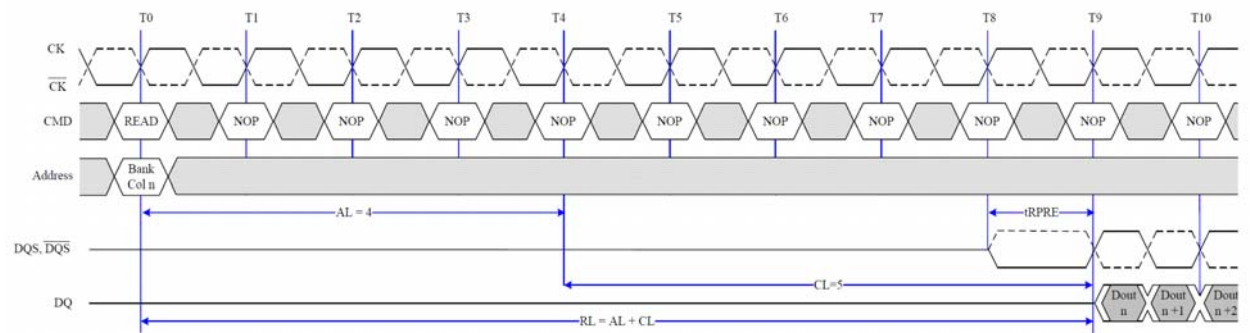 T0 T1 T2 T3 T4 T5 T6 T7 T8 T9 T10
CK
CK
CMD READ NOP NOP NOP NOP NOP NOP NOP NOP NOP NOP
Address Bank
Col n
AL = 4 tRPRE
DQS, DQS
CL=5
DQ Dout Dout Dout
n n +1 n +2
RL = AL + CL